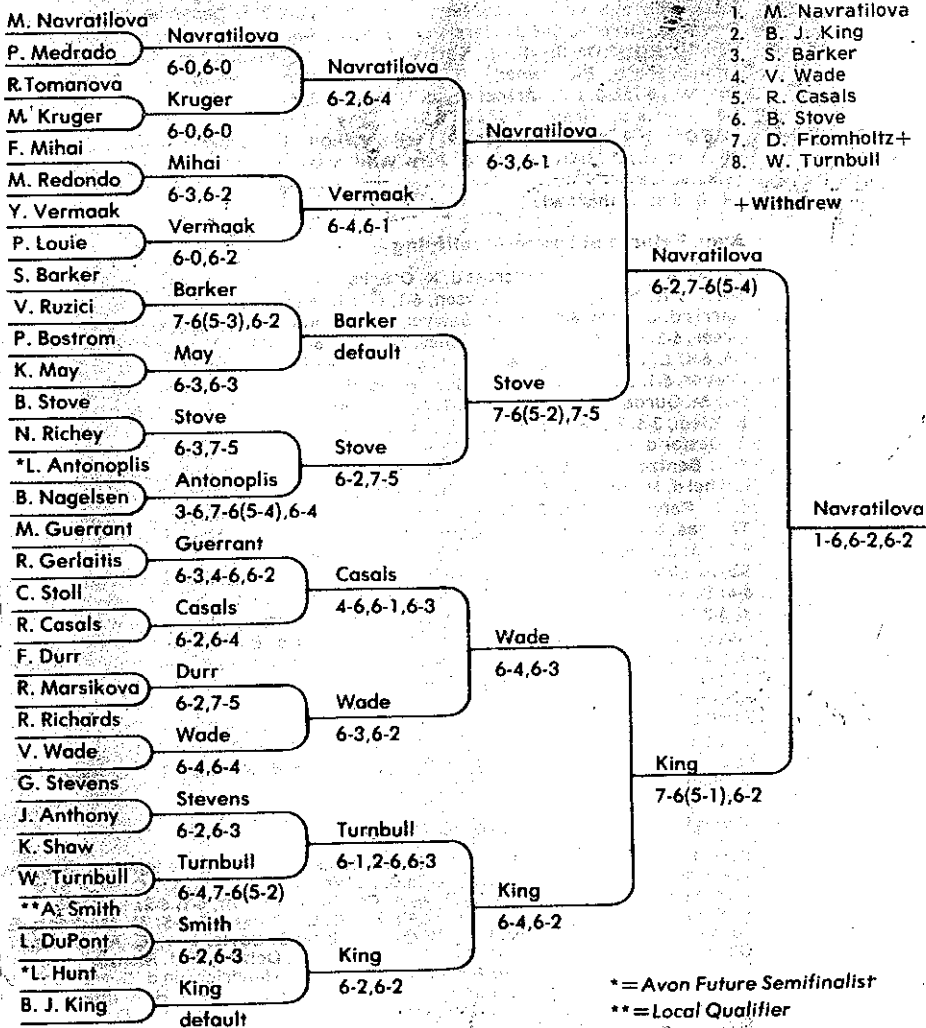 M. Navratilova
P. Medrado
R. Tomanova
M. Kruger
F. Mihai
M. Redondo
Y. Vermaak
P. Louie
S. Barker
V. Ruzici
P. Bostrom
K. May
B. Stove
N. Richey
*L. Antonoplis
B. Nagelsen
M. Guerrant
R. Gerlaitis
C. Stoll
R. Casals
F. Durr
R. Marsikova
R. Richards
V. Wade
G. Stevens
J. Anthony
K. Shaw
W. Turnbull
**A. Smith
L. DuPont
*L. Hunt
B. J. King
Navratilova
6-0,6-0
Kruger
6-0,6-0
Mihai
6-3,6-2
Vermaak
6-0,6-2
Barker
7-6(5-3),6-2
May
6-3,6-3
Stove
6-3,7-5
Antonoplis
3-6,7-6(5-4),6-4
Guerrant
6-3,4-6,6-2
Casals
6-2,6-4
Durr
6-2,7-5
Wade
6-4,6-4
Stevens
6-2,6-3
Turnbull
6-4,7-6(5-2)
Smith
6-2,6-3
King
default
Navratilova
6-2,6-4
Vermaak
6-4,6-1
Barker
default
Stove
6-2,7-5
Casals
4-6,6-1,6-3
Wade
6-3,6-2
Turnbull
6-1,2-6,6-3
King
6-2,6-2
Navratilova
6-3,6-1
Stove
7-6(5-2),7-5
Wade
6-4,6-3
King
6-4,6-2
Navratilova
6-2,7-6(5-4)
King
7-6(5-1),6-2
Navratilova
1-6,6-2,6-2
1. M. Navratilova
2. B. J. King
3. S. Barker
4. V. Wade
5. R. Casals
6. B. Stove
7. D. Fromholtz+
8. W. Turnbull
+Withdrew
*=Avon Future Semifinalist
**=Local Qualifier